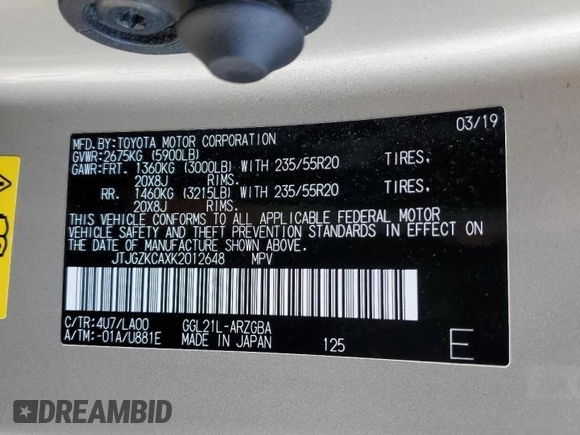 03/19
MFD.BY:TOYOTA MOTOR CORPORATION
GVWR:2675KG (5900LB)
GAWR:FRT. 1360KG (3000LB) WITH 235/55R20 TIRES,
20X8J RIMS.
RR. 1460KG (3215LB) WITH 235/55R20 TIRES,
20X8J RIMS.
THIS VEHICLE CONFORMS TO ALL APPLICABLE FEDERAL MOTOR
VEHICLE SAFETY AND THEFT PREVENTION STANDARDS IN EFFECT ON
THE DATE OF MANUFACTURE SHOWN ABOVE.
JTJGZKCAXK2012648 MPV
C/TR:4U7/LA00 GGL21L-ARZGBA
A/TM:-01A/U881E MADE IN JAPAN 125 E
DREAMBID